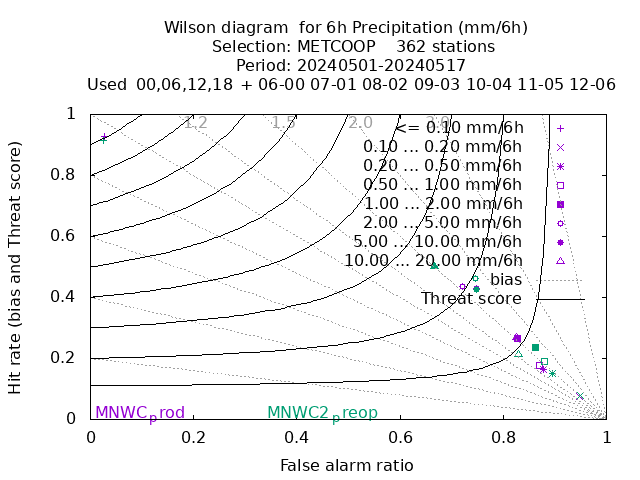 Wilson diagram  for 6h Precipitation (mm/6h)
Selection: METCOOP    362 stations
Period: 20240501-20240517
Used  00,06,12,18  + 06-00 07-01 08-02 09-03 10-04 11-05 12-06
Hit rate (bias and Threat score)
1
0.8
0.6
0.4
0.2
0
1.2
1.5
2.0
3.0
<= 0.10 mm/6h
0.10 ... 0.20 mm/6h
0.20 ... 0.50 mm/6h
0.50 ... 1.00 mm/6h
1.00 ... 2.00 mm/6h
2.00 ... 5.00 mm/6h
5.00 ... 10.00 mm/6h
10.00 ... 20.00 mm/6h
bias
Threat score
MNWCprod
MNWC2preop
0
0.2
0.4
0.6
0.8
1
False alarm ratio